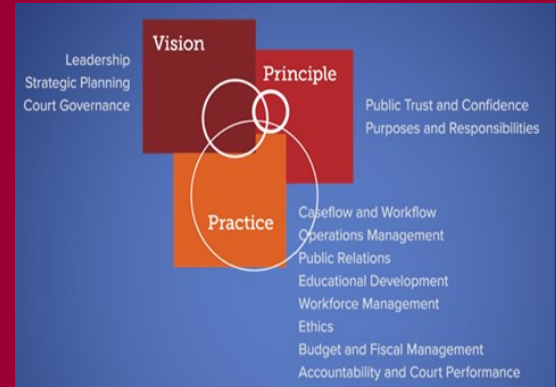 Vision
Leadership
Strategic Planning
Court Governance
Principle
Public Trust and Confidence
Purposes and Responsibilities
Practice
Caseflow and Workflow
Operations Management
Public Relations
Educational Development
Workforce Management
Ethics
Budget and Fiscal Management
Accountability and Court Performance